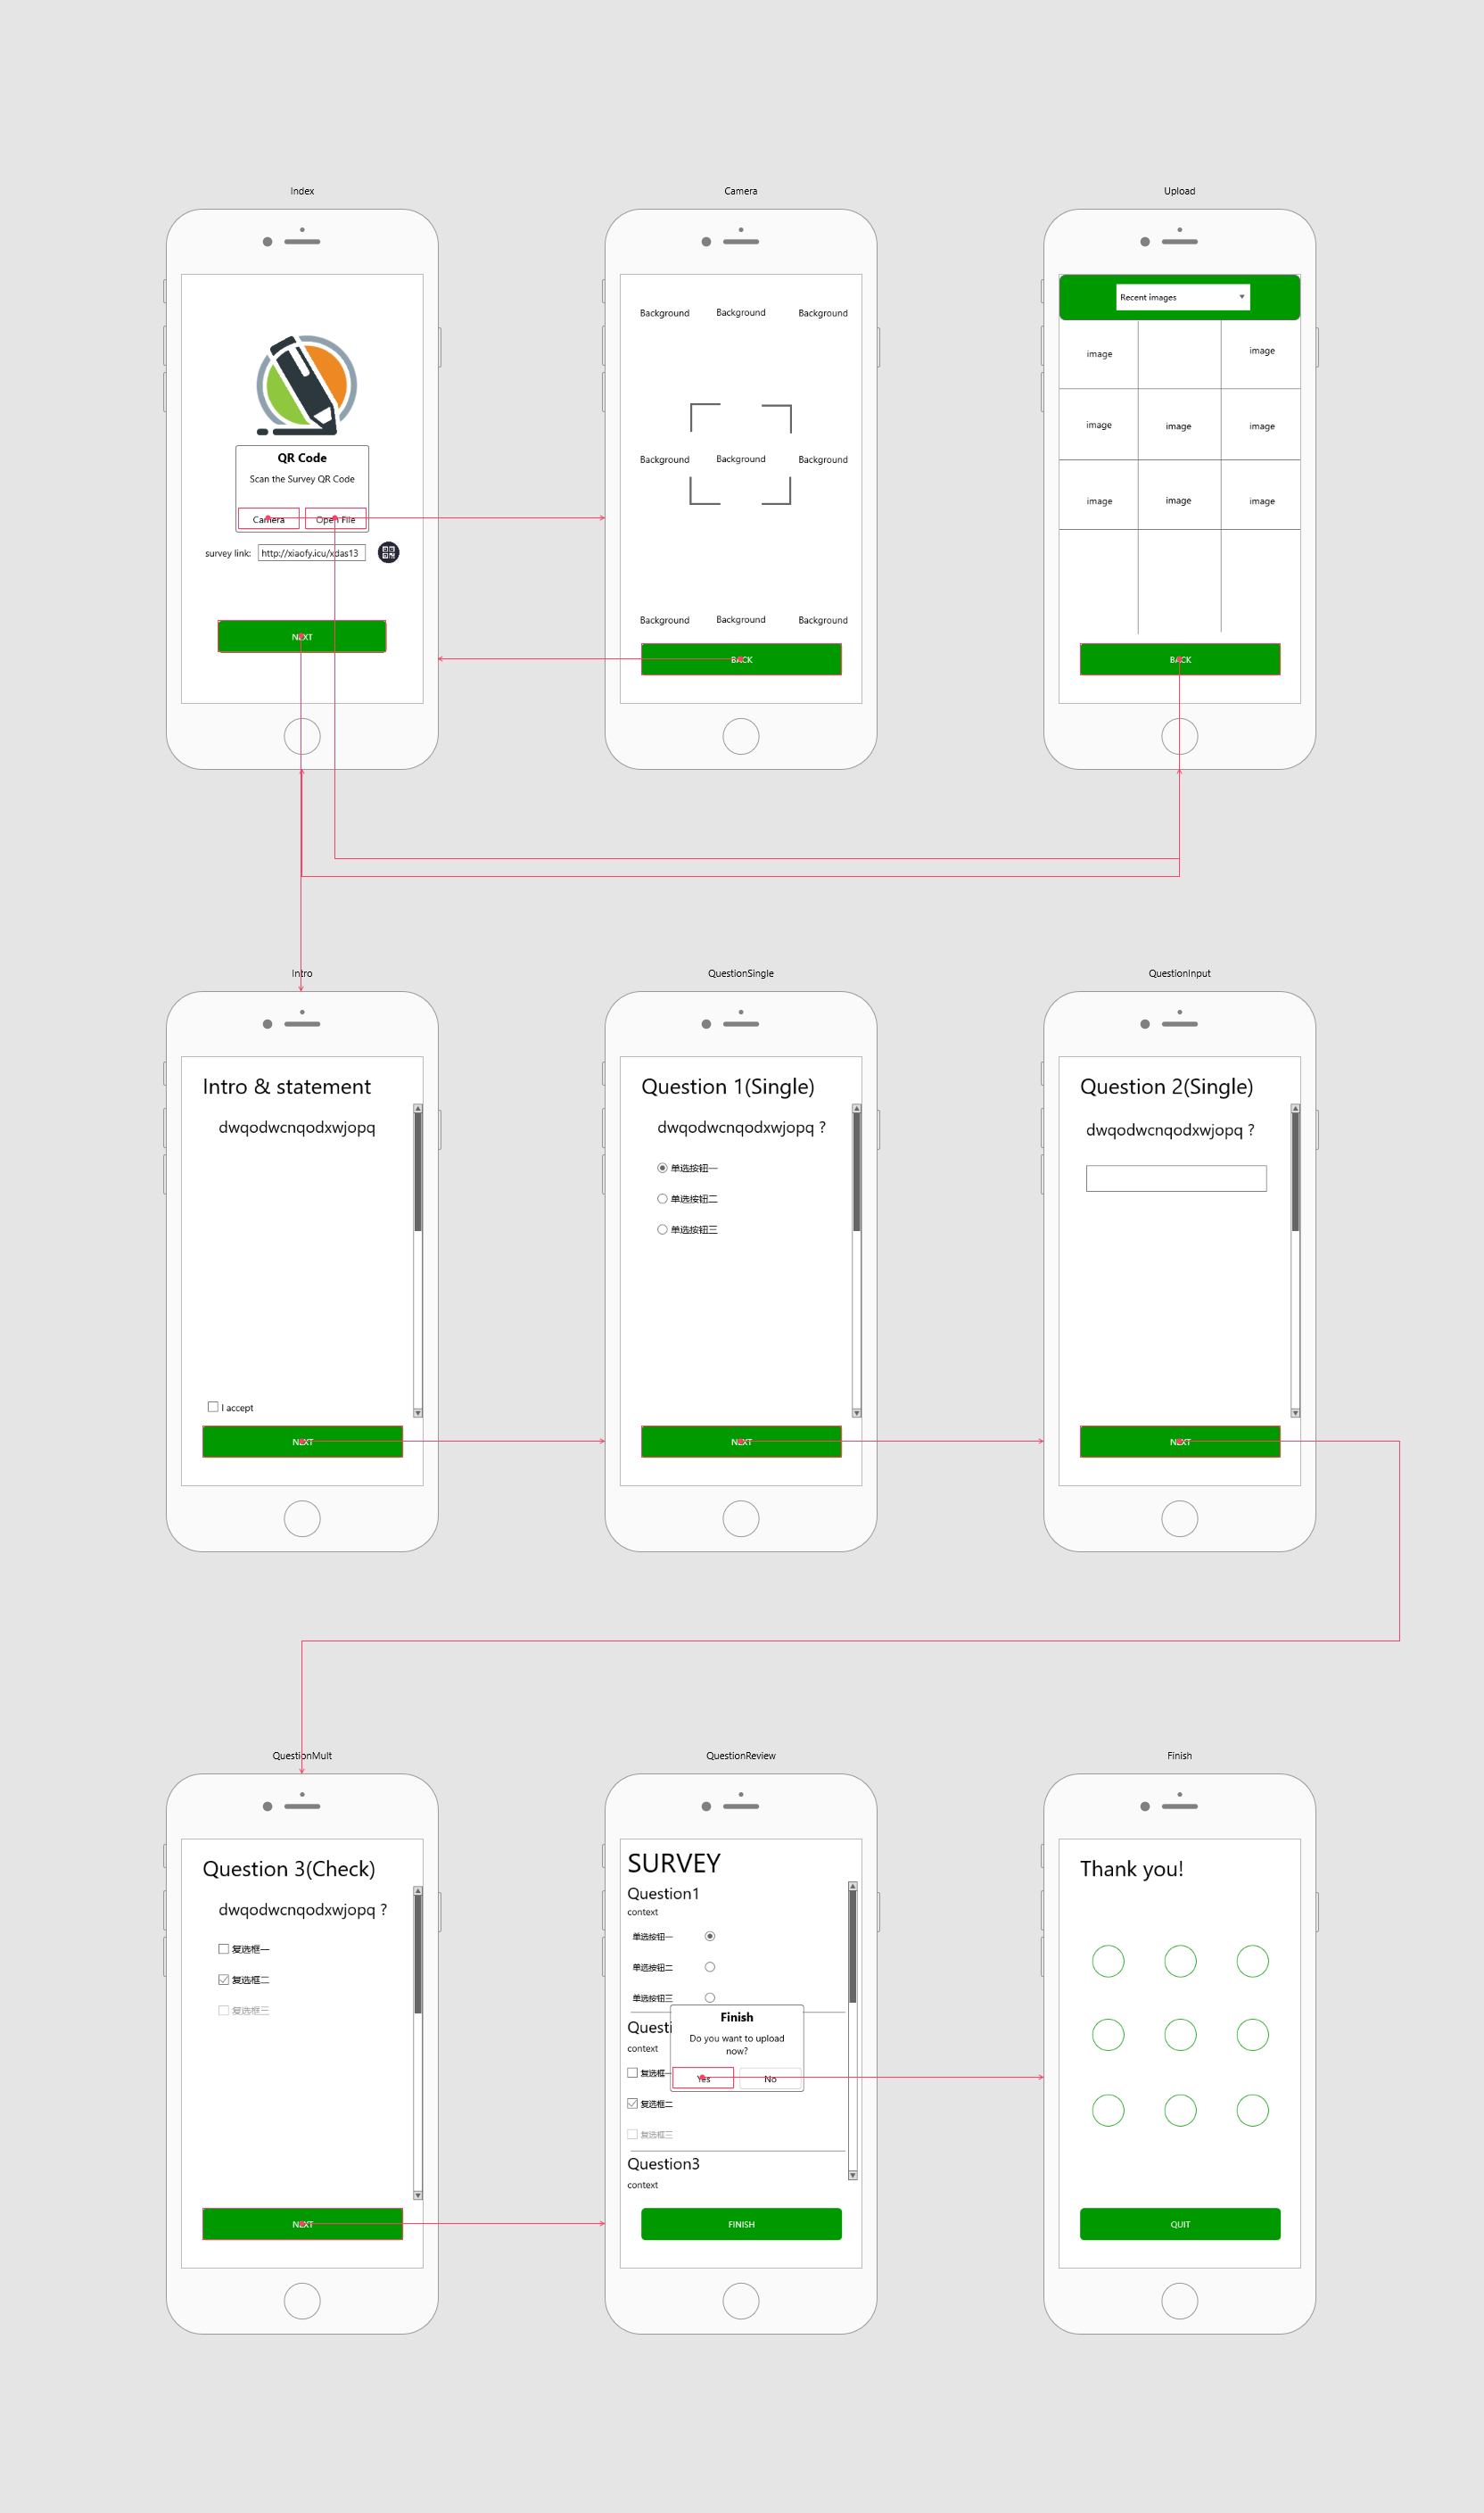 Index
Camera
Upload
QR Code
Scan the Survey QR Code
Camera
Open File
survey link:
http://xiaofy.icu/xdas13
NEXT
Background
Background
Background
Background
Background
Background
Background
Background
Background
BACK
Recent images
image
image
image
image
image
image
image
image
BACK
Intro
QuestionSingle
QuestionInput
Intro & statement
dwqodwcnqodxwjopq
I accept
NEXT
Question 1(Single)
dwqodwcnqodxwjopq ?
单选按钮一
单选按钮二
单选按钮三
NEXT
Question 2(Single)
dwqodwcnqodxwjopq ?
NEXT
QuestionMult
QuestionReview
Finish
Question 3(Check)
dwqodwcnqodxwjopq ?
复选框一
复选框二
复选框三
NEXT
SURVEY
Question1
context
单选按钮一
单选按钮二
单选按钮三
Questi
context
复选框一
复选框二
复选框三
Finish
Do you want to upload
now?
Yes
No
Question3
context
FINISH
Thank you!
QUIT